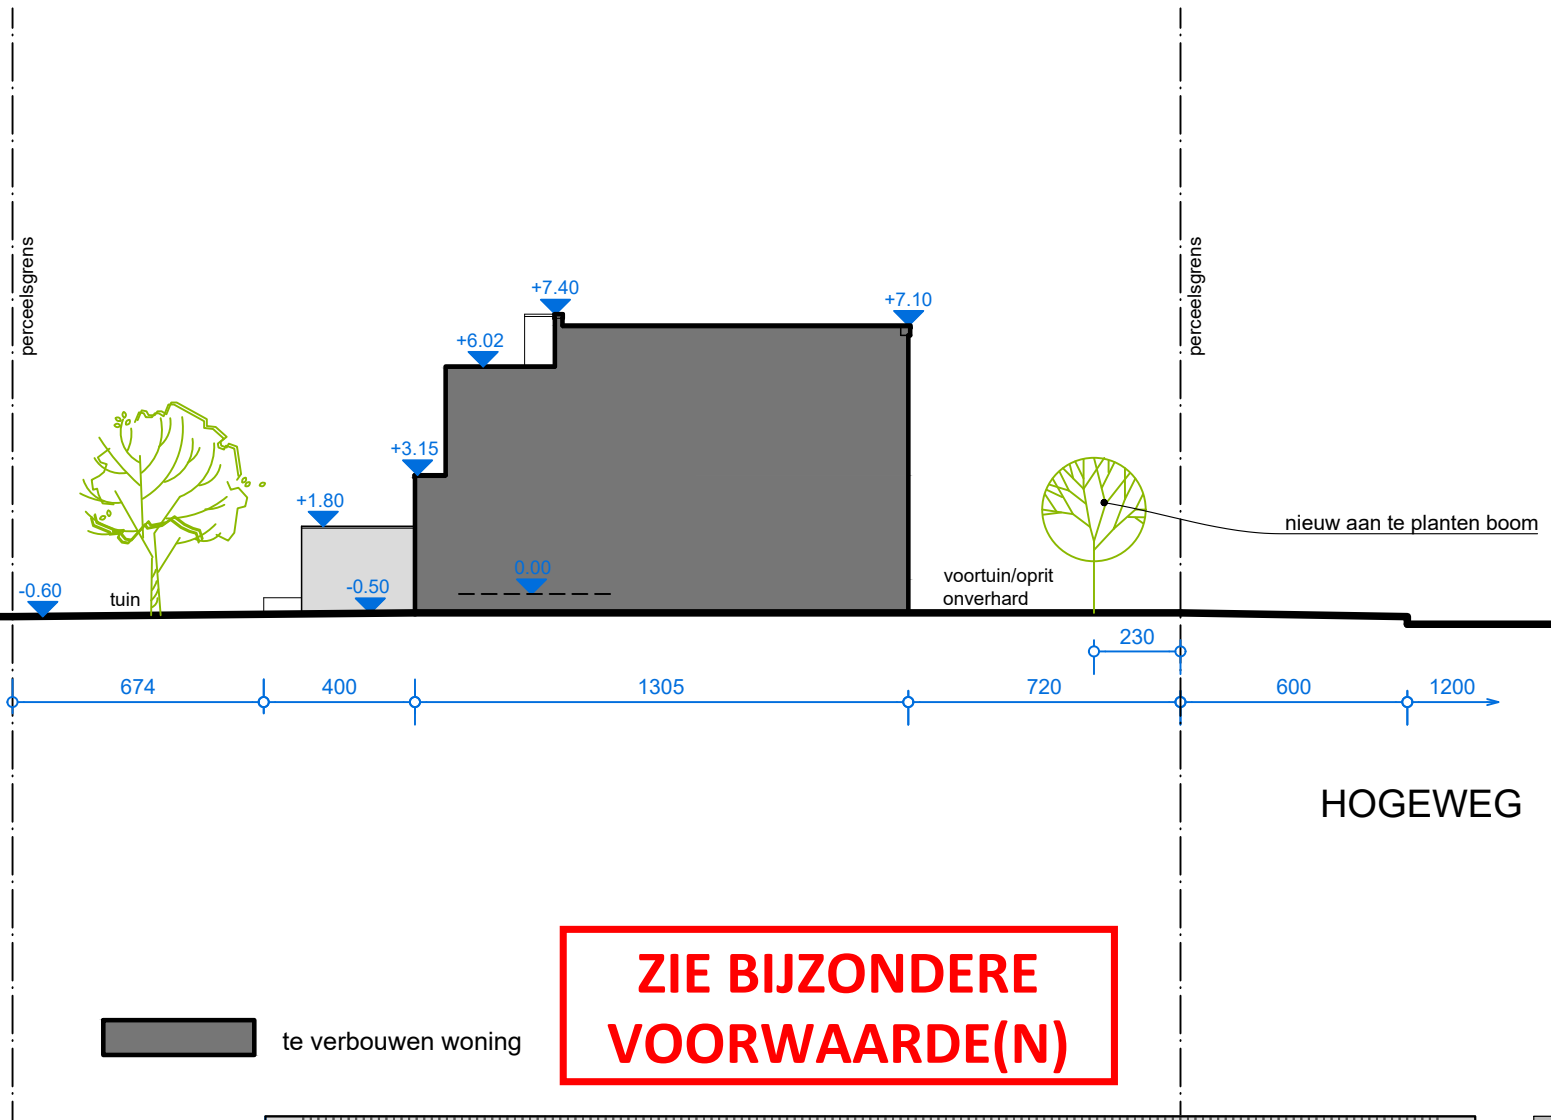 perceelsgrens
perceelsgrens
+7.40
+7.10
+6.02
+3.15
+1.80
nieuw aan te planten boom
0.00
-0.60
tuin
-0.50
voortuin/oprit
onverhard
230
674
400
1305
720
600
1200
HOGEWEG
ZIE BIJZONDERE
VOORWAARDE(N)
te verbouwen woning